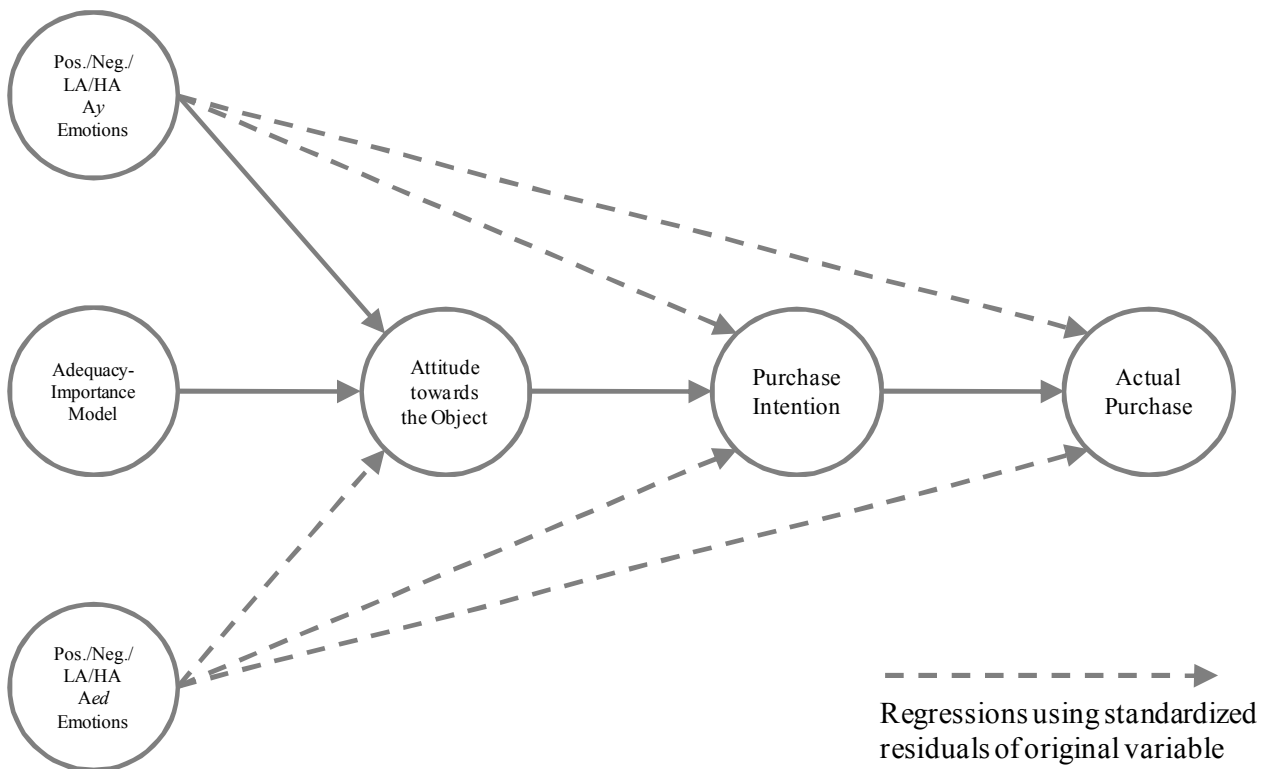 Pos./Neg./
LA/HA
Ay
Emotions
Adequacy-
Importance
Model
Attitude
towards
the Object
Purchase
Intention
Actual
Purchase
Pos./Neg./
LA/HA
Aed
Emotions
Regressions using standardized
residuals of original variable